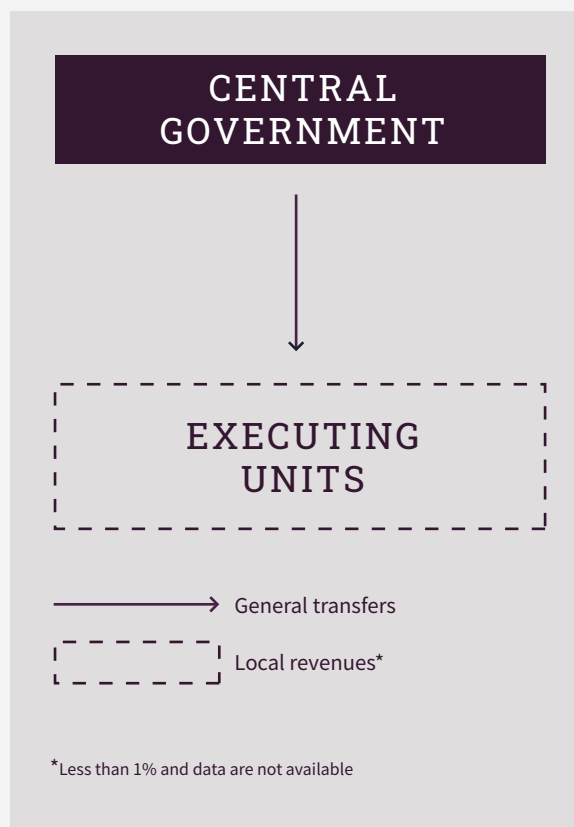 CENTRAL
GOVERNMENT
EXECUTING
UNITS
General transfers
Local revenues*
*Less than 1% and data are not available